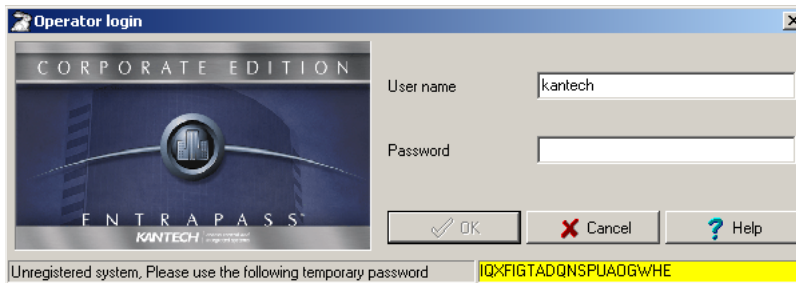 Operator login
CORPORATE EDITION
User name
kantech
Password
ENTRAPASS
KANTECH
OK
Cancel
? Help
Unregistered system, Please use the following temporary password
IQXFIGTADQNSPUAOGWHE